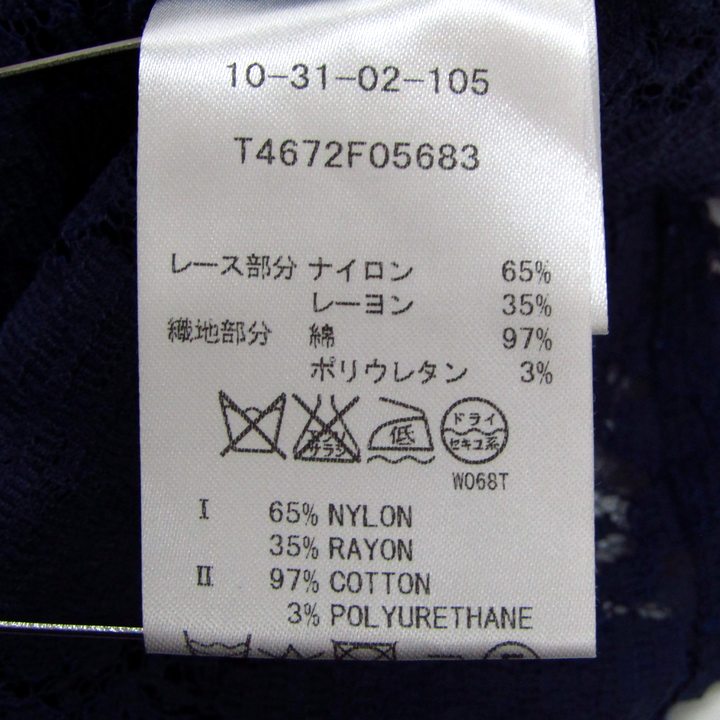 10-31-02-105
T4672F05683
レース部分 ナイロン 65%
レーヨン 35%
織地部分 綿 97%
ポリウレタン 3%
エンソ サラシ 低 ドライ セキユ系
W068T
I 65% NYLON
35% RAYON
II 97% COTTON
3% POLYURETHANE